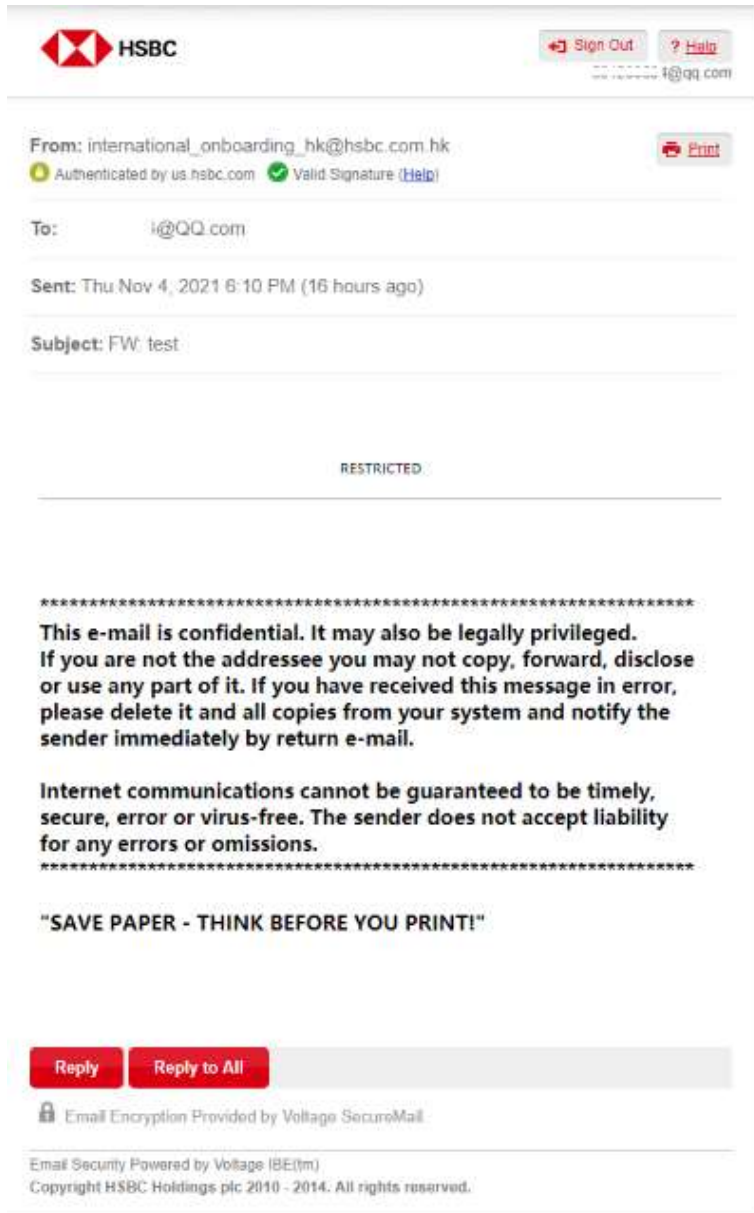 HSBC
Sign Out ? Help
@qq.com
From: international_onboarding_hk@hsbc.com.hk
Print
Authenticated by us.hsbc.com Valid Signature (Help)
To: @QQ.com
Sent: Thu Nov 4, 2021 6:10 PM (16 hours ago)
Subject: FW: test
RESTRICTED
**********************************************************************
This e-mail is confidential. It may also be legally privileged.
If you are not the addressee you may not copy, forward, disclose
or use any part of it. If you have received this message in error,
please delete it and all copies from your system and notify the
sender immediately by return e-mail.
Internet communications cannot be guaranteed to be timely,
secure, error or virus-free. The sender does not accept liability
for any errors or omissions.
**********************************************************************
"SAVE PAPER - THINK BEFORE YOU PRINT!"
Reply Reply to All
Email Encryption Provided by Voltage SecureMail
Email Security Powered by Voltage IBE(tm)
Copyright HSBC Holdings plc 2010 - 2014. All rights reserved.